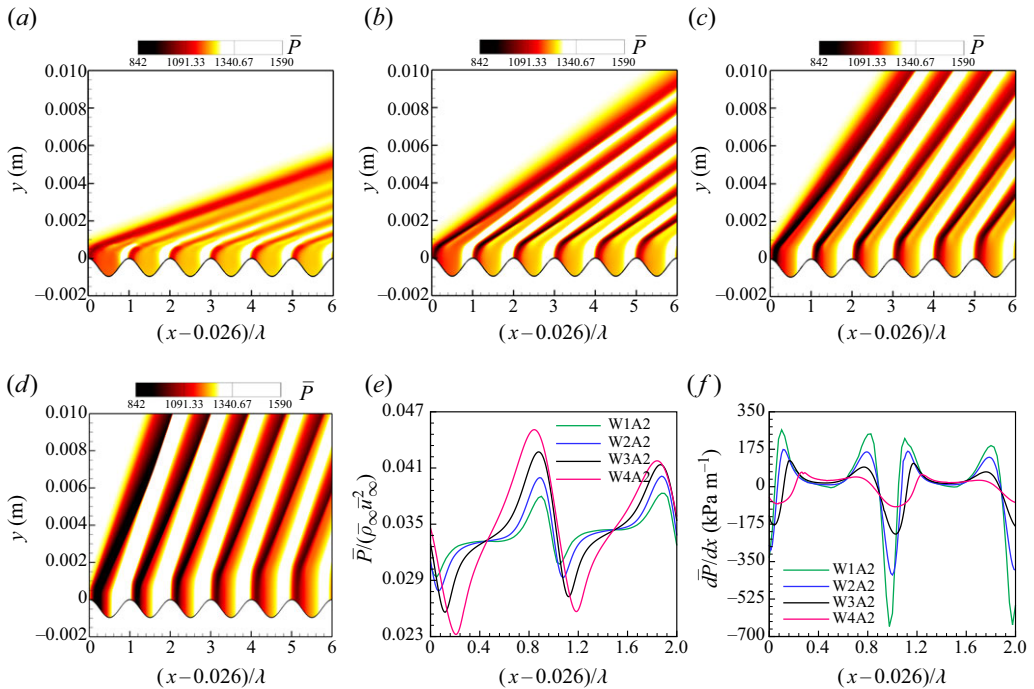 (a)
P̅
842 1091.33 1340.67 1590
0.010
0.008
0.006
0.004
0.002
0
−0.002
y (m)
0 1 2 3 4 5 6
(x−0.026)/λ
(b)
P̅
842 1091.33 1340.67 1590
0.010
0.008
0.006
0.004
0.002
0
−0.002
y (m)
0 1 2 3 4 5 6
(x−0.026)/λ
(c)
P̅
842 1091.33 1340.67 1590
0.010
0.008
0.006
0.004
0.002
0
−0.002
y (m)
0 1 2 3 4 5 6
(x−0.026)/λ
(d)
P̅
842 1091.33 1340.67 1590
0.010
0.008
0.006
0.004
0.002
0
−0.002
y (m)
0 1 2 3 4 5 6
(x−0.026)/λ
(e)
0.047
0.041
0.035
0.029
0.023
P̅/(ρ̅∞u̅²∞)
W1A2
W2A2
W3A2
W4A2
0 0.4 0.8 1.2 1.6 2.0
(x−0.026)/λ
(f)
350
175
0
−175
−350
−525
−700
dP̅/dx (kPa m⁻¹)
W1A2
W2A2
W3A2
W4A2
0 0.4 0.8 1.2 1.6 2.0
(x−0.026)/λ